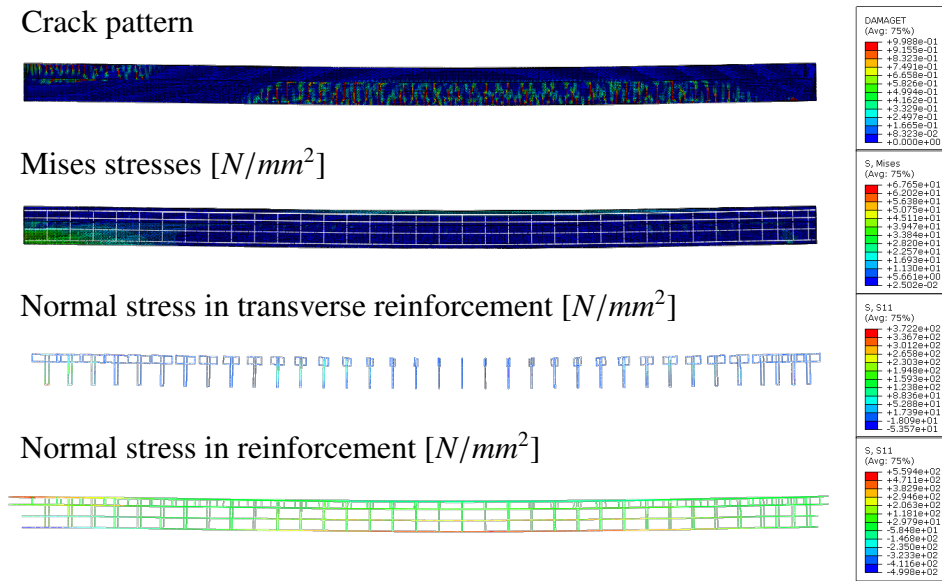 Crack pattern
DAMAGET
(Avg: 75%)
+9.988e-01
+9.155e-01
+8.323e-01
+7.491e-01
+6.658e-01
+5.826e-01
+4.994e-01
+4.162e-01
+3.329e-01
+2.497e-01
+1.665e-01
+8.323e-02
+0.000e+00
Mises stresses [N/mm²]
S, Mises
(Avg: 75%)
+6.765e+01
+6.202e+01
+5.638e+01
+5.075e+01
+4.511e+01
+3.947e+01
+3.384e+01
+2.820e+01
+2.257e+01
+1.693e+01
+1.130e+01
+5.661e+00
+2.502e-02
Normal stress in transverse reinforcement [N/mm²]
S, S11
(Avg: 75%)
+3.722e+02
+3.367e+02
+3.012e+02
+2.658e+02
+2.303e+02
+1.948e+02
+1.593e+02
+1.238e+02
+8.836e+01
+5.288e+01
+1.739e+01
-1.809e+01
-5.357e+01
Normal stress in reinforcement [N/mm²]
S, S11
(Avg: 75%)
+5.594e+02
+4.711e+02
+3.829e+02
+2.946e+02
+2.063e+02
+1.181e+02
+2.979e+01
-5.848e+01
-1.468e+02
-2.350e+02
-3.233e+02
-4.116e+02
-4.998e+02